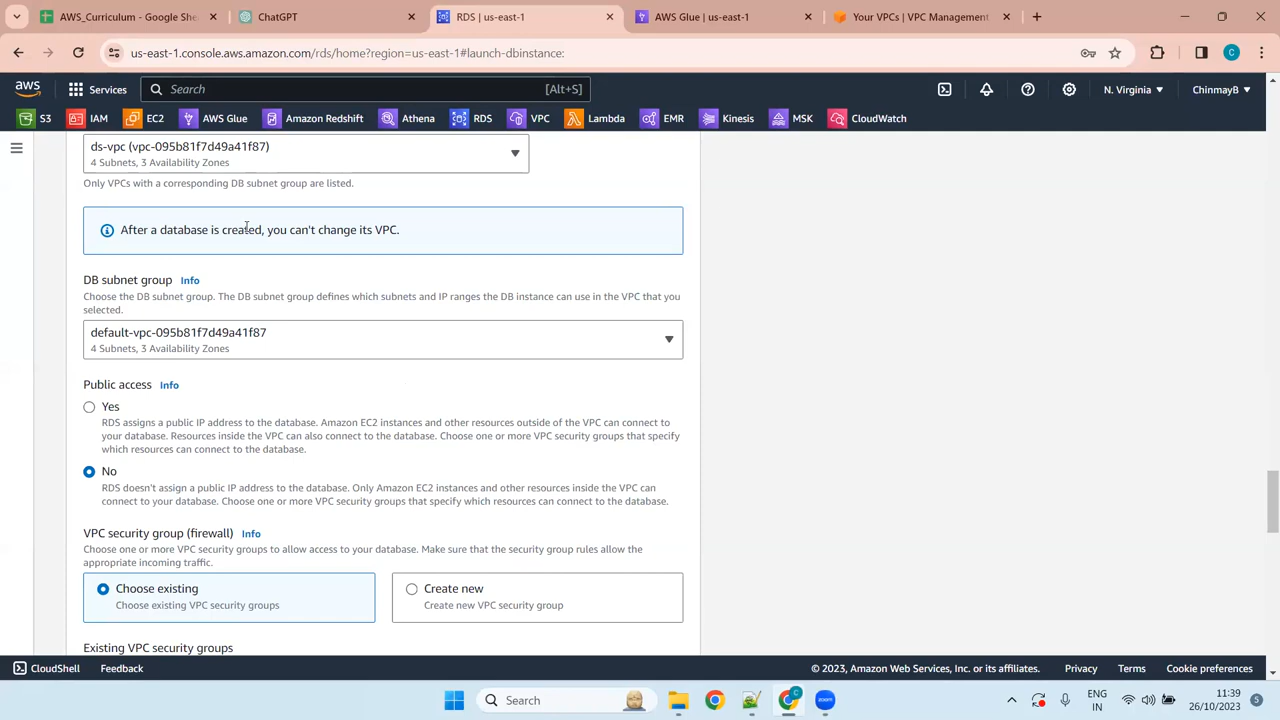 AWS_Curriculum - Google She
ChatGPT
RDS | us-east-1
AWS Glue | us-east-1
Your VPCs | VPC Management
us-east-1.console.aws.amazon.com/rds/home?region=us-east-1#launch-dbinstance:
C
aws
Services
Search
[Alt+S]
N. Virginia
ChinmayB
S3
IAM
EC2
AWS Glue
Amazon Redshift
Athena
RDS
VPC
Lambda
EMR
Kinesis
MSK
CloudWatch
ds-vpc (vpc-095b81f7d49a41f87)
4 Subnets, 3 Availability Zones
Only VPCs with a corresponding DB subnet group are listed.
After a database is created, you can't change its VPC.
DB subnet group Info
Choose the DB subnet group. The DB subnet group defines which subnets and IP ranges the DB instance can use in the VPC that you
selected.
default-vpc-095b81f7d49a41f87
4 Subnets, 3 Availability Zones
Public access Info
Yes
RDS assigns a public IP address to the database. Amazon EC2 instances and other resources outside of the VPC can connect to
your database. Resources inside the VPC can also connect to the database. Choose one or more VPC security groups that specify
which resources can connect to the database.
No
RDS doesn't assign a public IP address to the database. Only Amazon EC2 instances and other resources inside the VPC can
connect to your database. Choose one or more VPC security groups that specify which resources can connect to the database.
VPC security group (firewall) Info
Choose one or more VPC security groups to allow access to your database. Make sure that the security group rules allow the
appropriate incoming traffic.
Choose existing
Choose existing VPC security groups
Create new
Create new VPC security group
Existing VPC security groups
CloudShell
Feedback
© 2023, Amazon Web Services, Inc. or its affiliates.
Privacy
Terms
Cookie preferences
Search
C
zoom
ENG
IN
11:39
26/10/2023
5